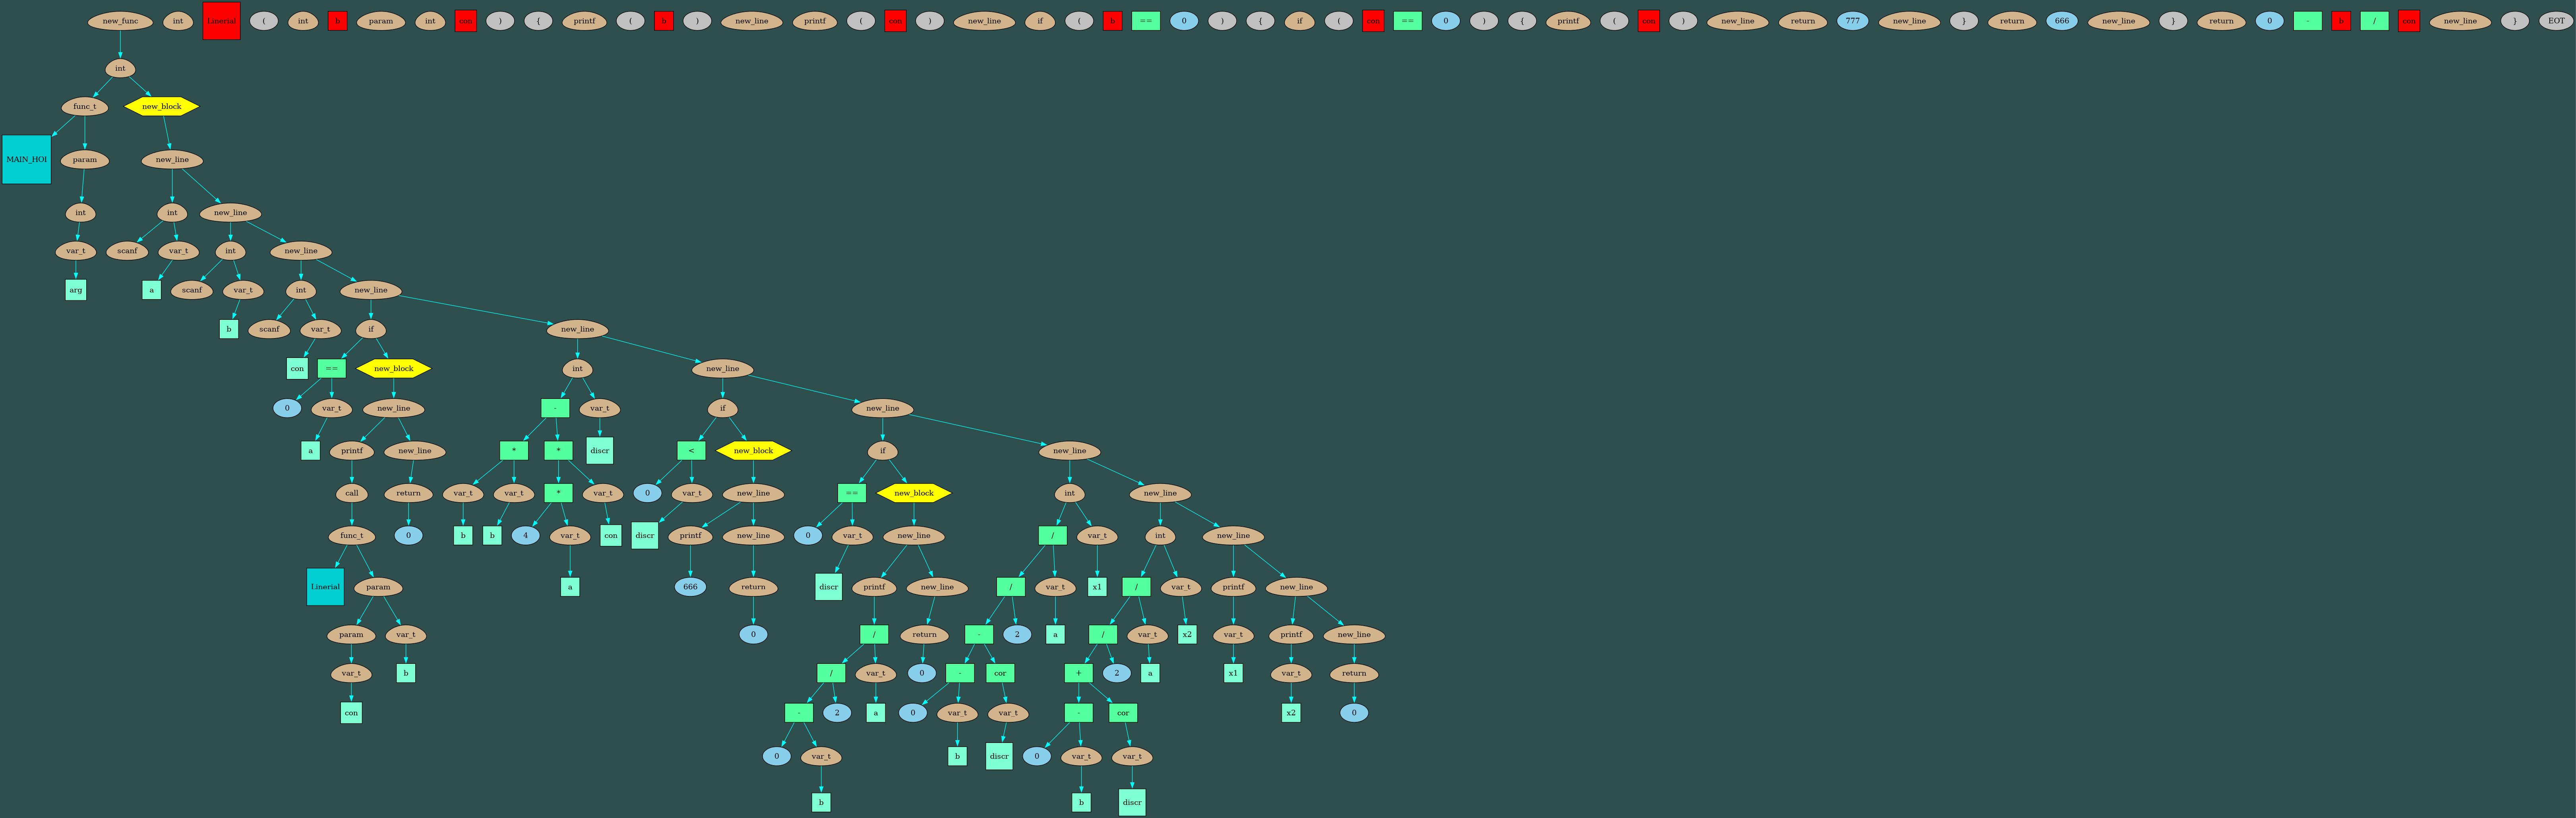 new_func int Linerial ( int b param int con ) { printf ( b ) new_line printf ( con ) new_line if ( b == 0 ) { if ( con == 0 ) { printf ( con ) new_line return 777 new_line } return 666 new_line } return 0 - b / con new_line } EOT
int
func_t new_block
MAIN_HOI param new_line
int int new_line
var_t scanf var_t int new_line
arg a scanf var_t int new_line
b scanf var_t if new_line
con == new_block int new_line
0 var_t new_line - var_t if new_line
a printf new_line * * discr < new_block if new_line
call return var_t var_t * var_t 0 var_t new_line == new_block int new_line
func_t 0 b b 4 var_t con discr printf new_line 0 var_t new_line / var_t int new_line
Linerial param a 666 return discr printf new_line / var_t x1 / var_t printf new_line
param var_t 0 / return - 2 a / var_t x2 var_t printf new_line
var_t b / var_t 0 - cor + 2 a x1 var_t return
con - 2 a 0 var_t var_t - cor x2 0
0 var_t b discr 0 var_t var_t
b b discr